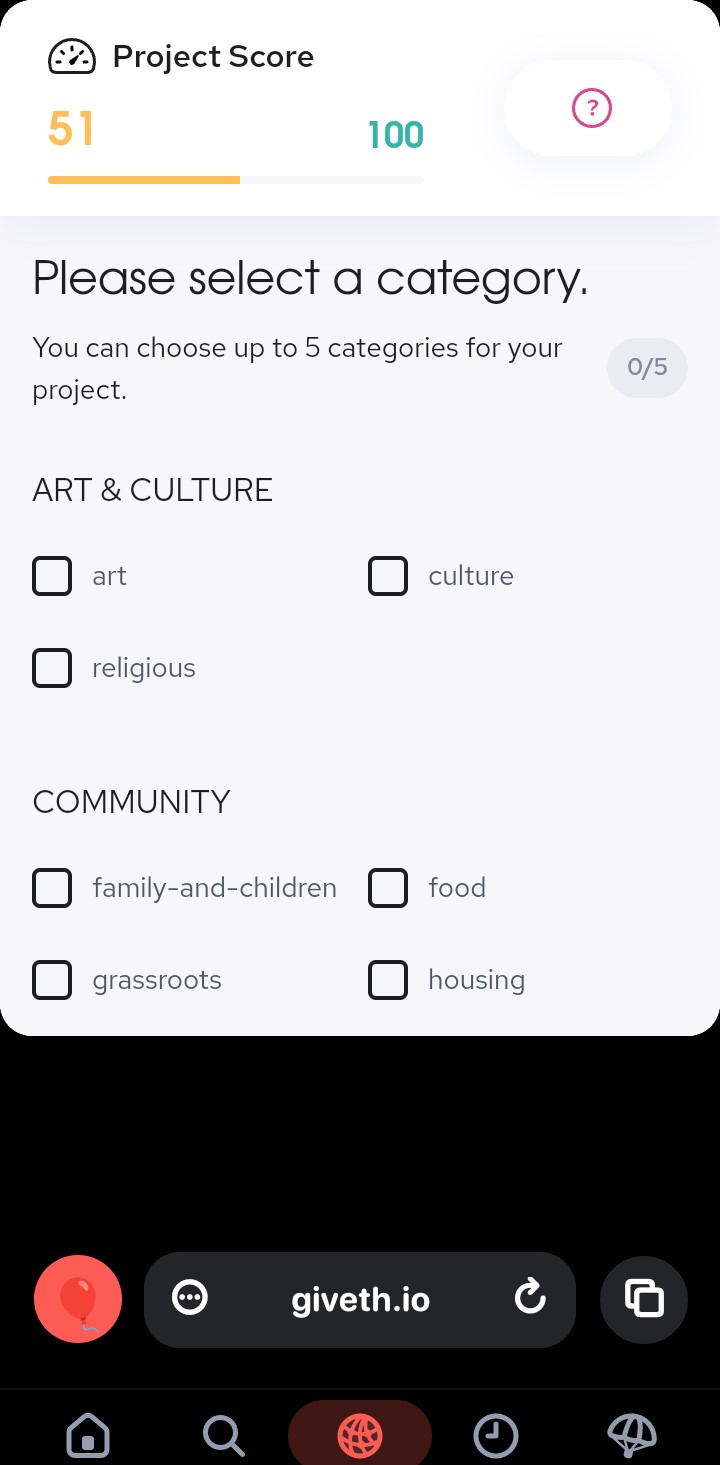 Project Score
51
100
?
Please select a category.
You can choose up to 5 categories for your
project.
0/5
ART & CULTURE
art
culture
religious
COMMUNITY
family-and-children
food
grassroots
housing
giveth.io